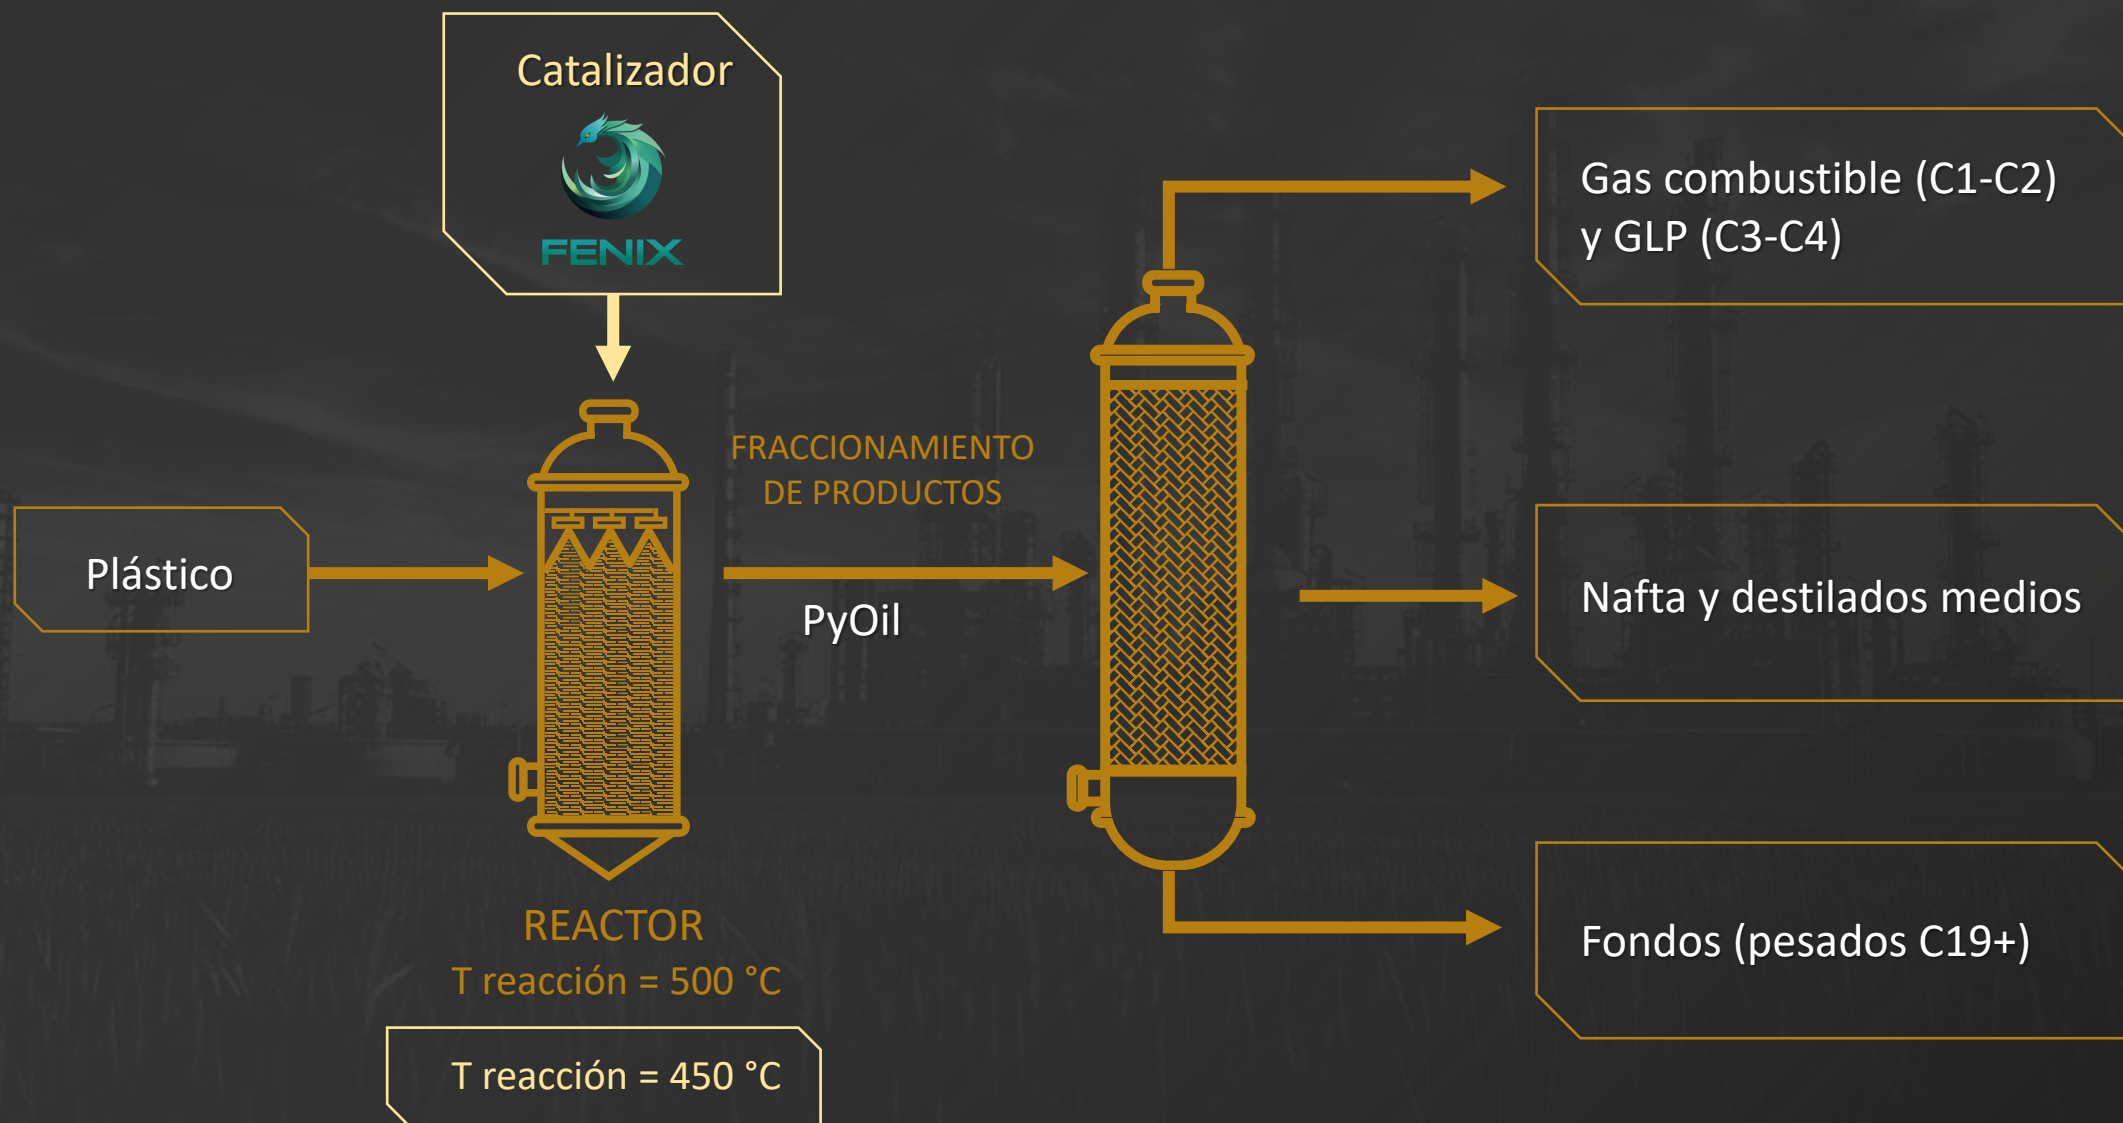 Catalizador
FENIX
Plástico
FRACCIONAMIENTO
DE PRODUCTOS
PyOil
REACTOR
T reacción = 500 °C
T reacción = 450 °C
Gas combustible (C1-C2)
y GLP (C3-C4)
Nafta y destilados medios
Fondos (pesados C19+)